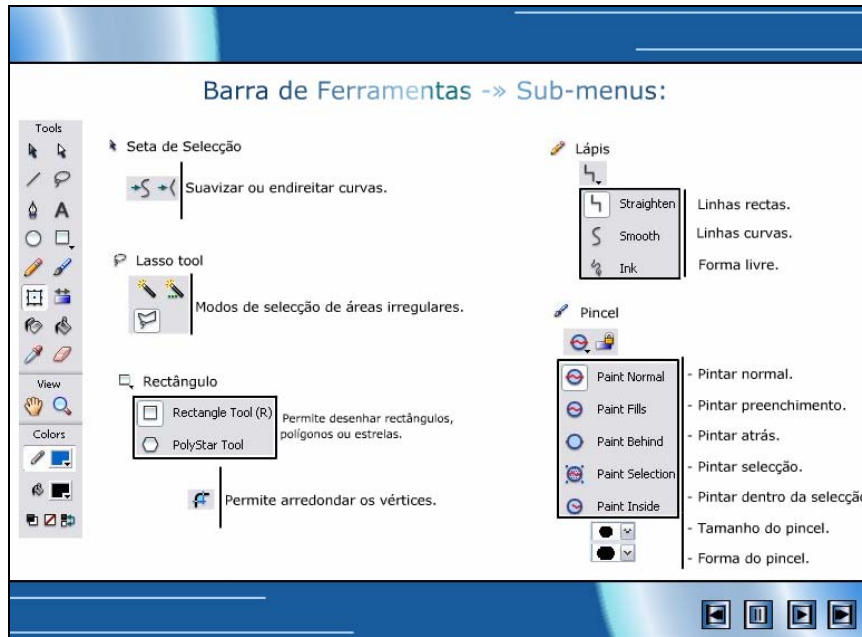 Barra de Ferramentas -» Sub-menus:
Tools
View
Colors
A
Seta de Selecção
Suavizar ou endireitar curvas.
Lasso tool
Modos de selecção de áreas irregulares.
Rectângulo
Rectangle Tool (R)
PolyStar Tool
Permite desenhar rectângulos,
polígonos ou estrelas.
Permite arredondar os vértices.
Lápis
Straighten
Linhas rectas.
Smooth
Linhas curvas.
Ink
Forma livre.
Pincel
Paint Normal
- Pintar normal.
Paint Fills
- Pintar preenchimento.
Paint Behind
- Pintar atrás.
Paint Selection
- Pintar selecção.
Paint Inside
- Pintar dentro da selecção
- Tamanho do pincel.
- Forma do pincel.